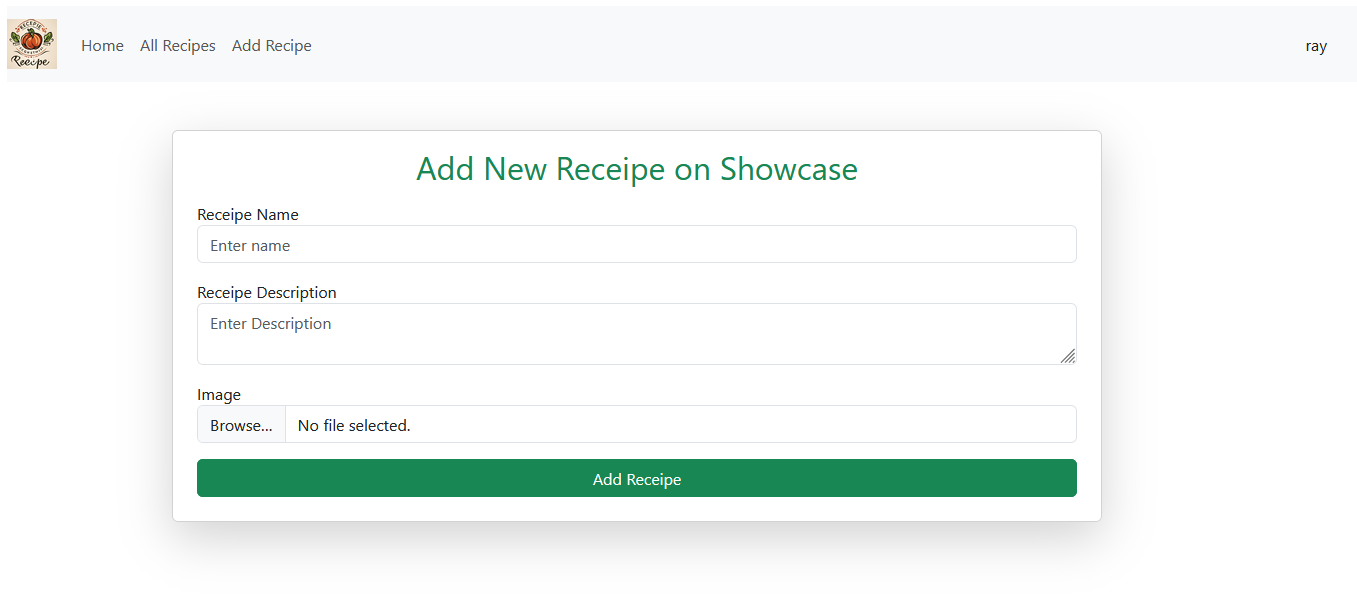 RECEPIE
Recipe
Home
All Recipes
Add Recipe
ray
Add New Receipe on Showcase
Receipe Name
Enter name
Receipe Description
Enter Description
Image
Browse...
No file selected.
Add Receipe